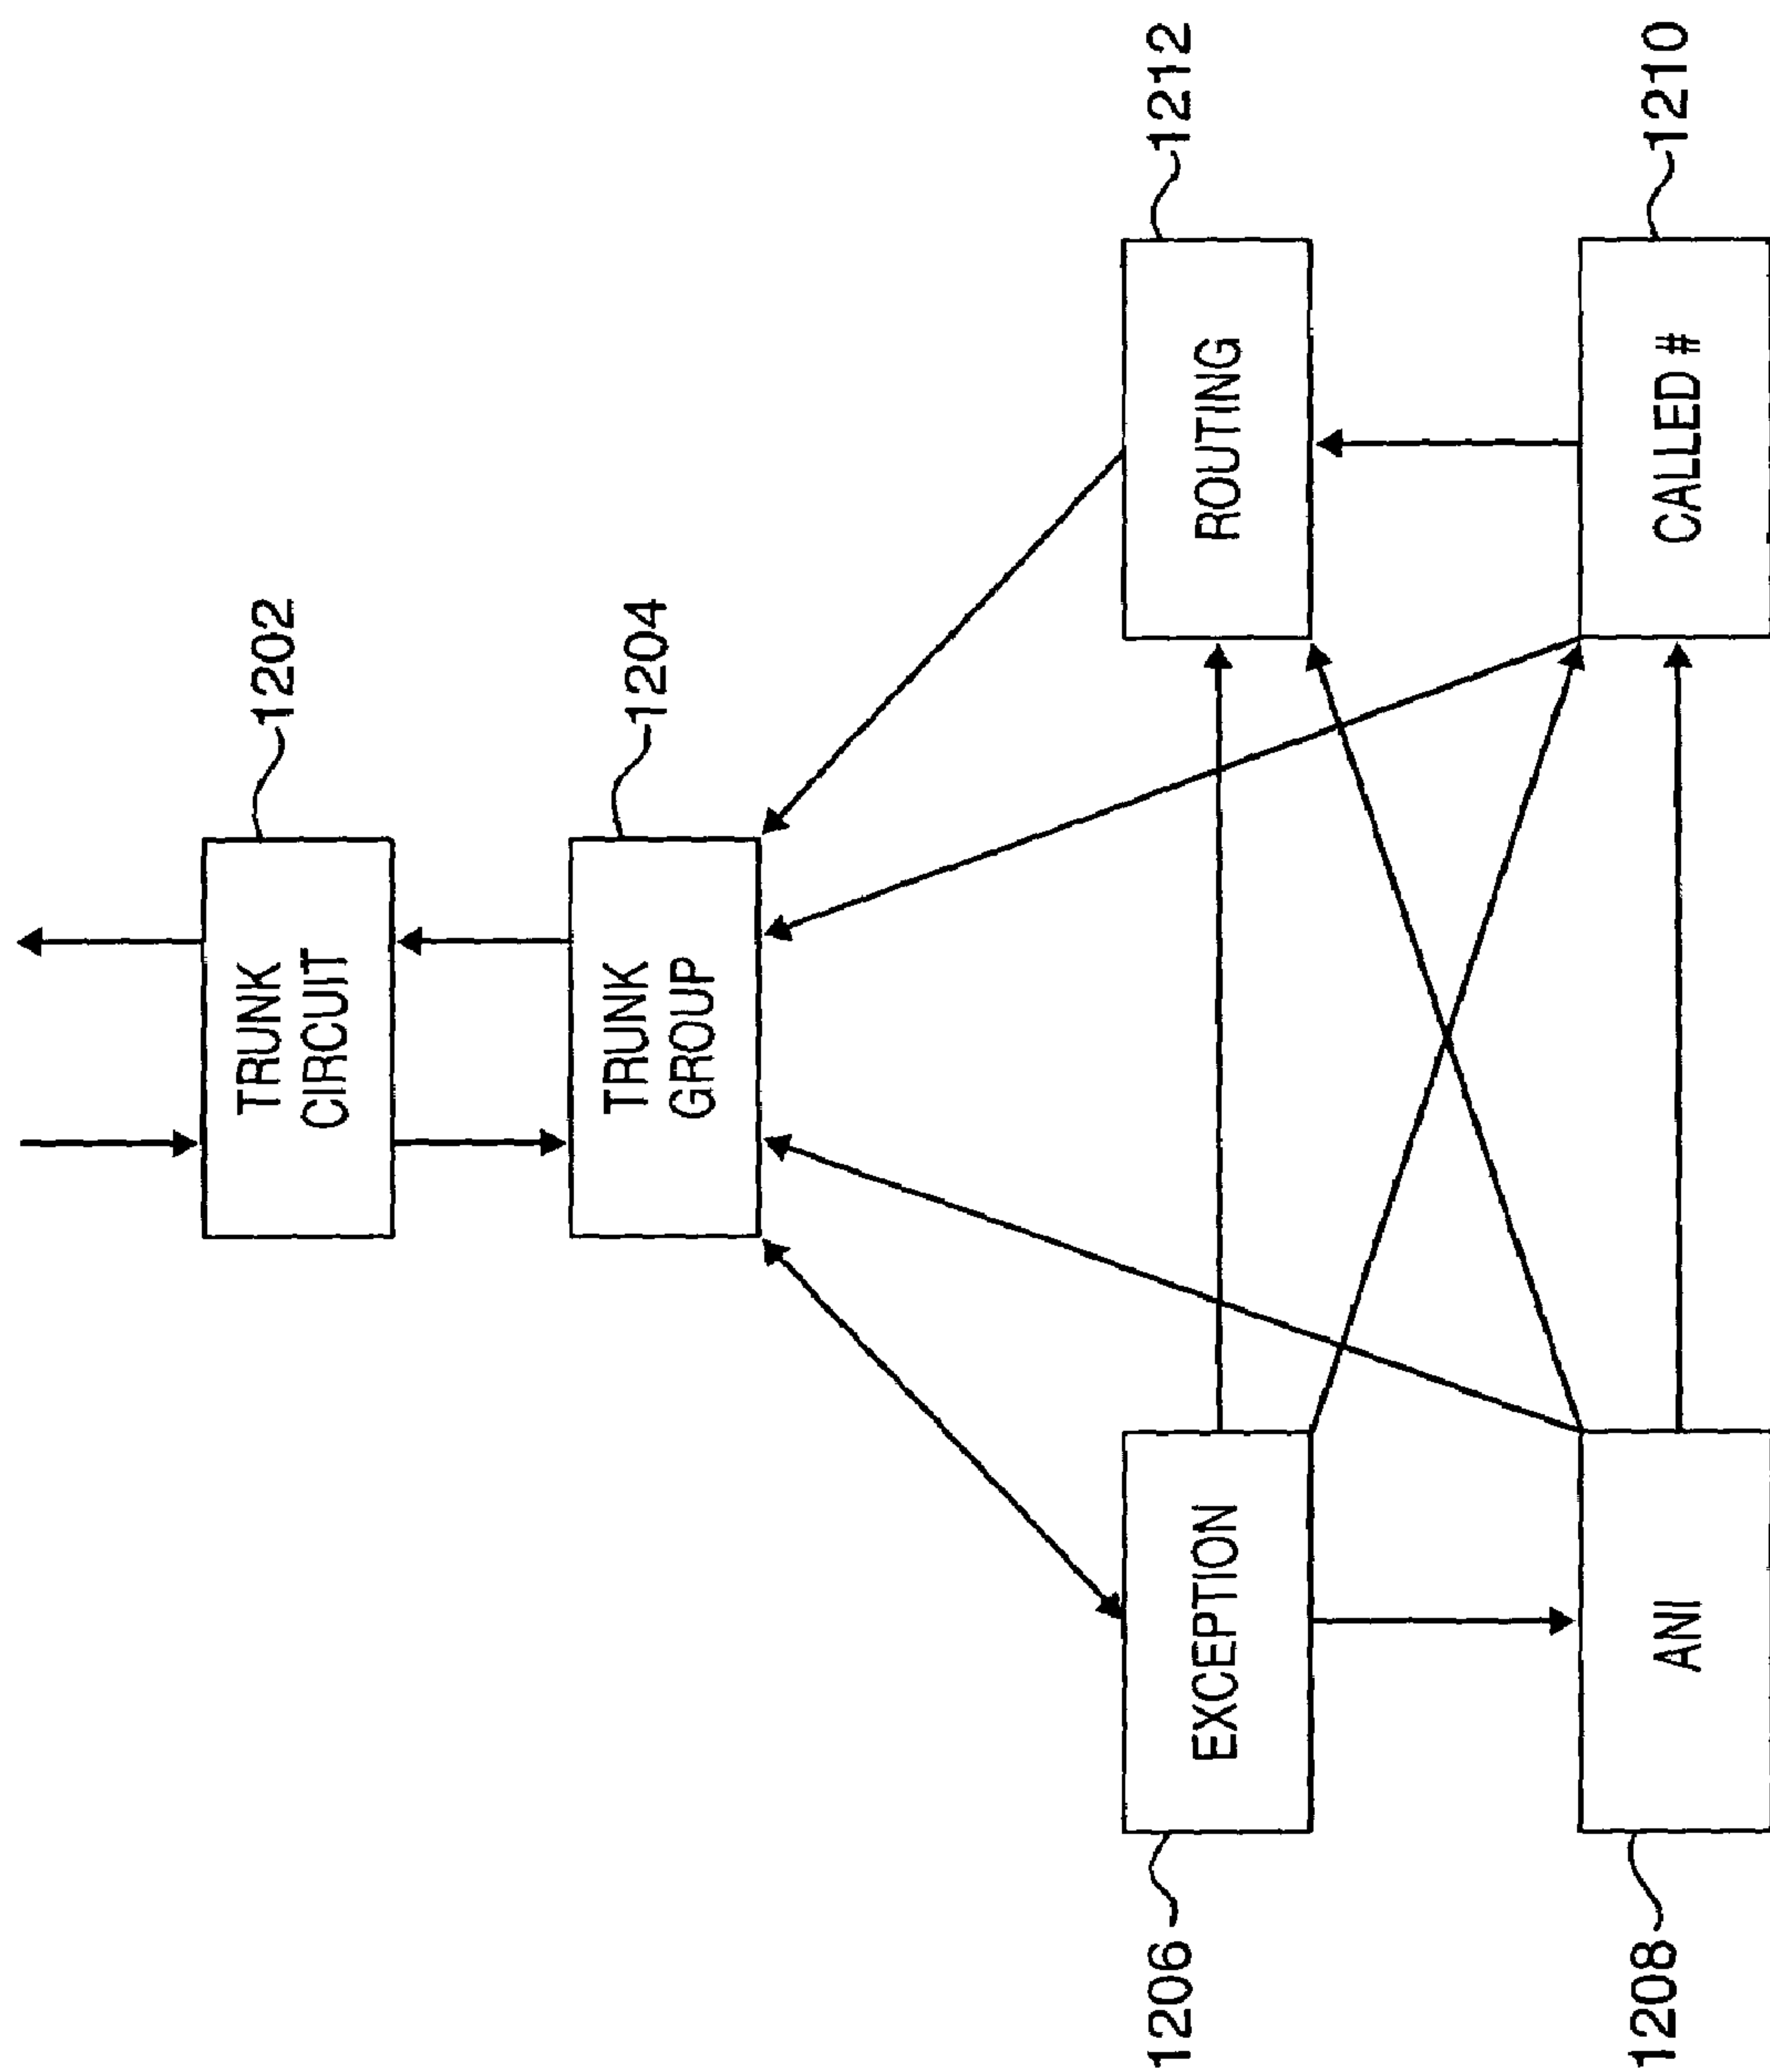 1202
TRUNK
CIRCUIT
1204
TRUNK
GROUP
1206
EXCEPTION
ROUTING
1212
1208
ANI
CALLED #
1210